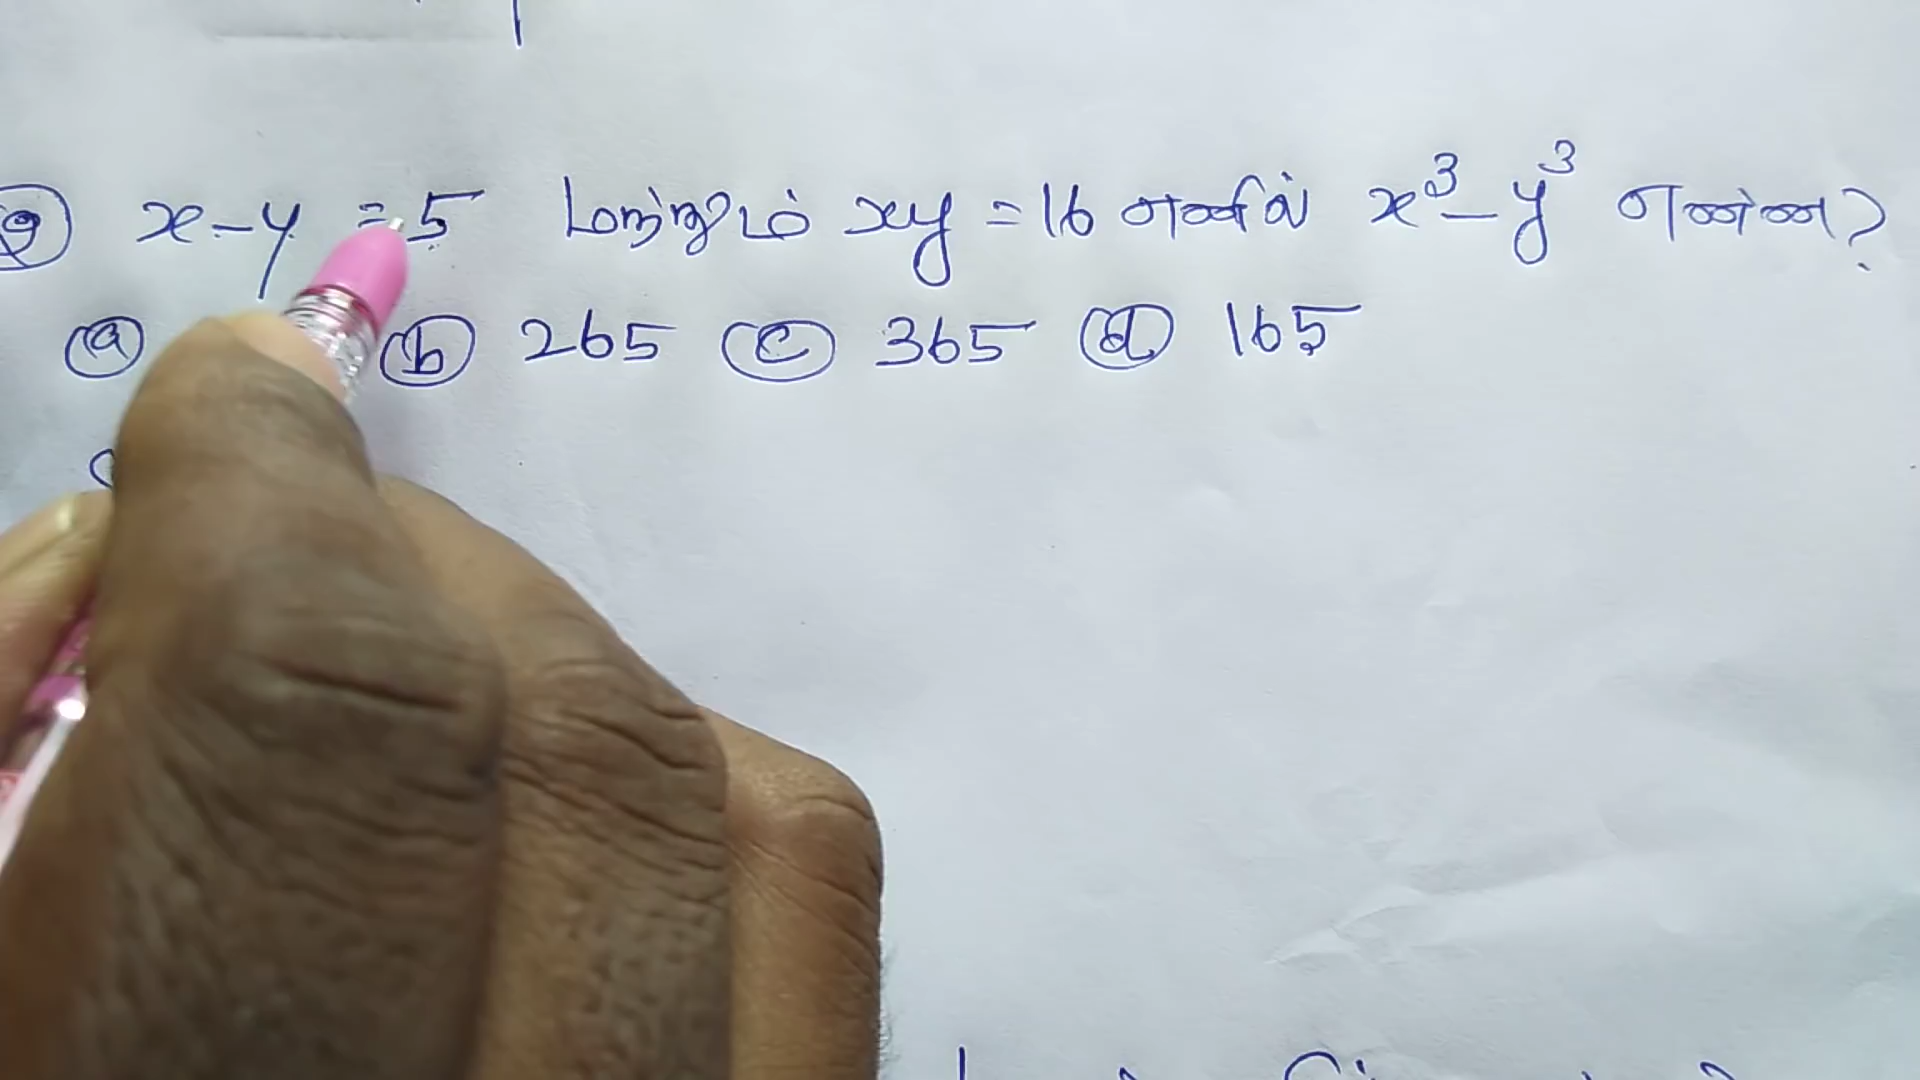 9 x-y = 5 மற்றும் xy = 16 எனில் x³-y³ என்ன?
a b 265 c 365 d 165